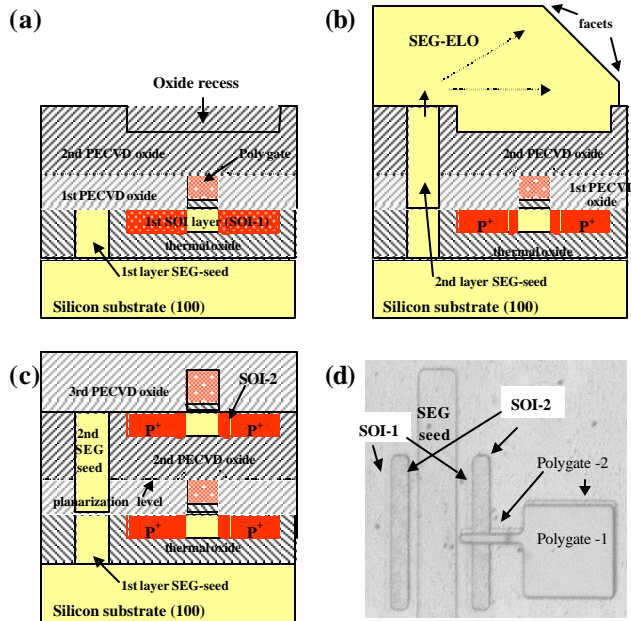 (a)
Oxide recess
2nd PECVD oxide
Polygate
1st PECVD oxide
1st SOI layer (SOI-1)
thermal oxide
1st layer SEG-seed
Silicon substrate (100)
(b)
facets
SEG-ELO
2nd PECVD oxide
1st PECVD
oxide
P+
P+
thermal oxide
2nd layer SEG-seed
Silicon substrate (100)
(c)
3rd PECVD oxide
SOI-2
2nd
SEG
seed
P+
P+
2nd PECVD oxide
planarization level
P+
P+
thermal oxide
1st layer SEG-seed
Silicon substrate (100)
(d)
SEG
seed
SOI-2
SOI-1
Polygate -2
Polygate -1